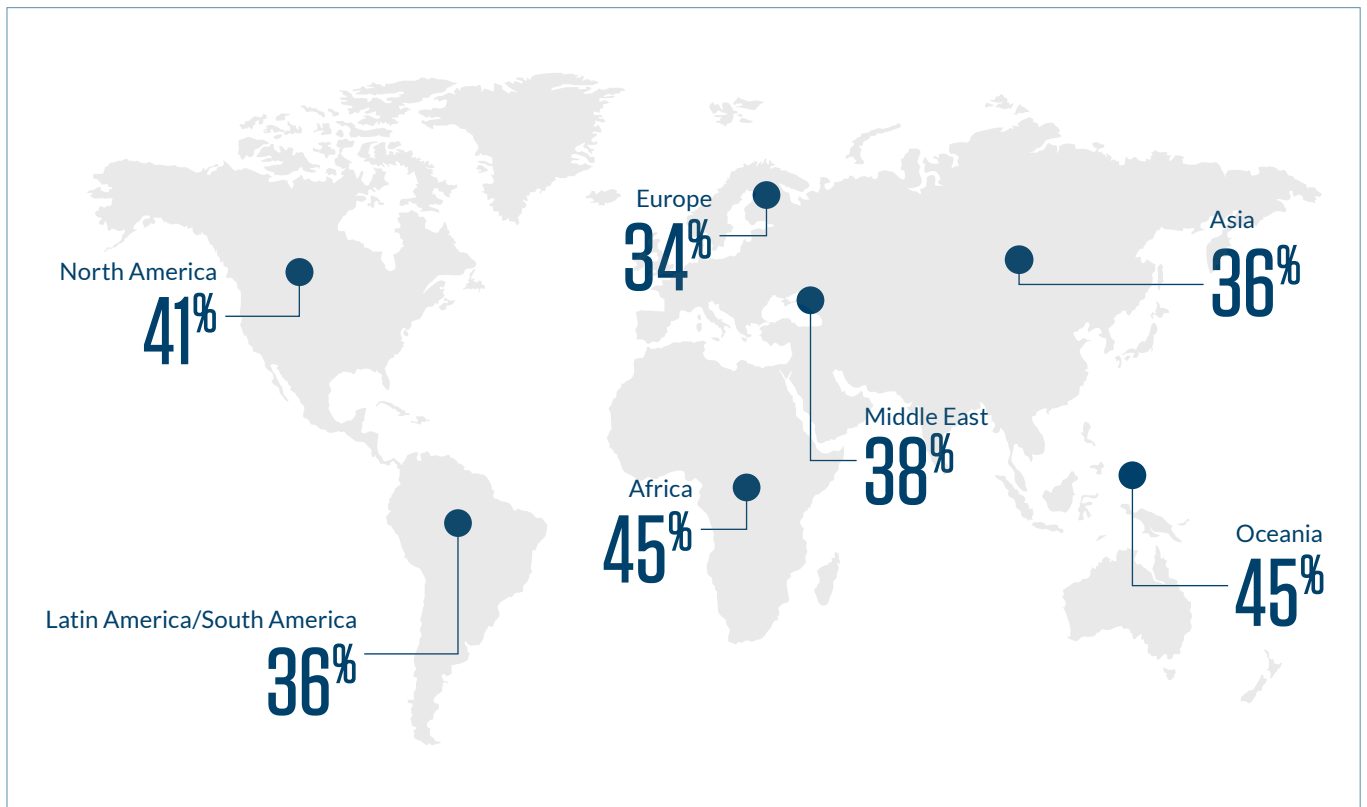 Europe
34%
Asia
36%
North America
41%
Middle East
38%
Africa
45%
Oceania
45%
Latin America/South America
36%